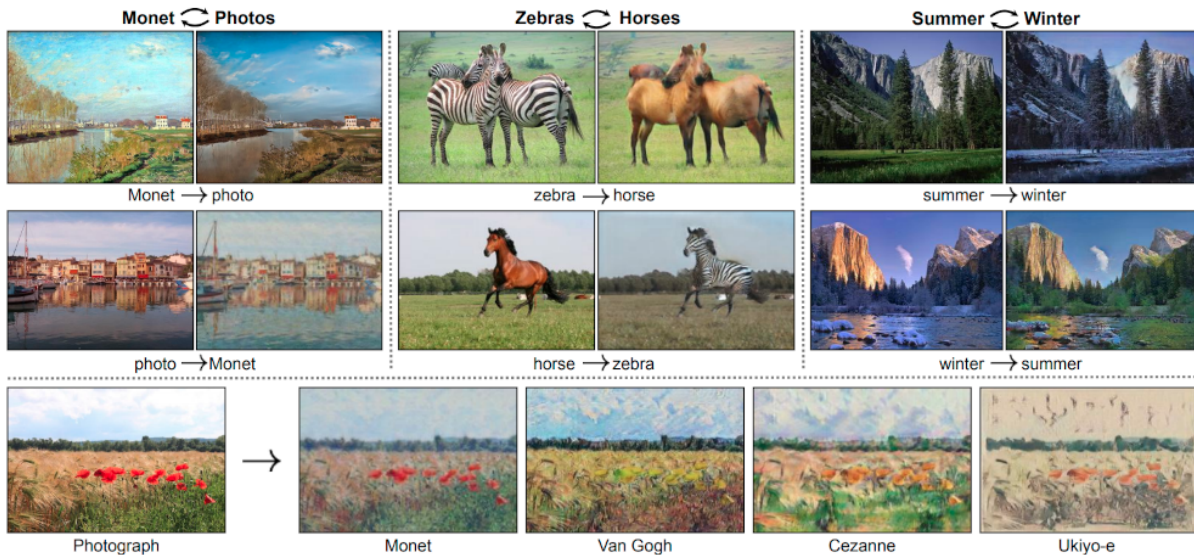 Monet ⇄ Photos
Zebras ⇄ Horses
Summer ⇄ Winter
Monet → photo
zebra → horse
summer → winter
photo → Monet
horse → zebra
winter → summer
Photograph
Monet
Van Gogh
Cezanne
Ukiyo-e